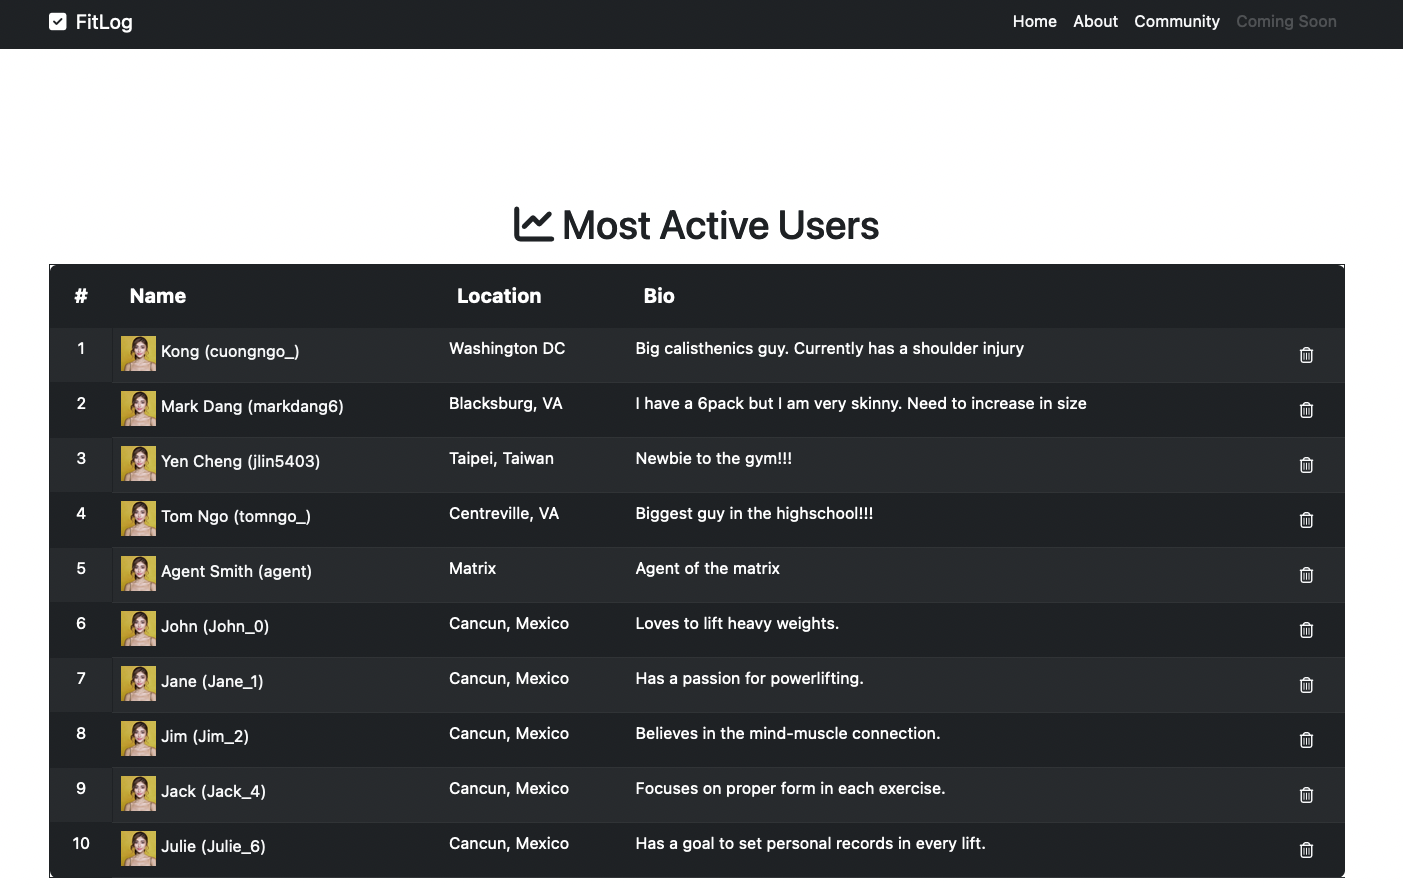 FitLog Home About Community Coming Soon
Most Active Users
# Name Location Bio
1 Kong (cuongngo_) Washington DC Big calisthenics guy. Currently has a shoulder injury
2 Mark Dang (markdang6) Blacksburg, VA I have a 6pack but I am very skinny. Need to increase in size
3 Yen Cheng (jlin5403) Taipei, Taiwan Newbie to the gym!!!
4 Tom Ngo (tomngo_) Centreville, VA Biggest guy in the highschool!!!
5 Agent Smith (agent) Matrix Agent of the matrix
6 John (John_0) Cancun, Mexico Loves to lift heavy weights.
7 Jane (Jane_1) Cancun, Mexico Has a passion for powerlifting.
8 Jim (Jim_2) Cancun, Mexico Believes in the mind-muscle connection.
9 Jack (Jack_4) Cancun, Mexico Focuses on proper form in each exercise.
10 Julie (Julie_6) Cancun, Mexico Has a goal to set personal records in every lift.